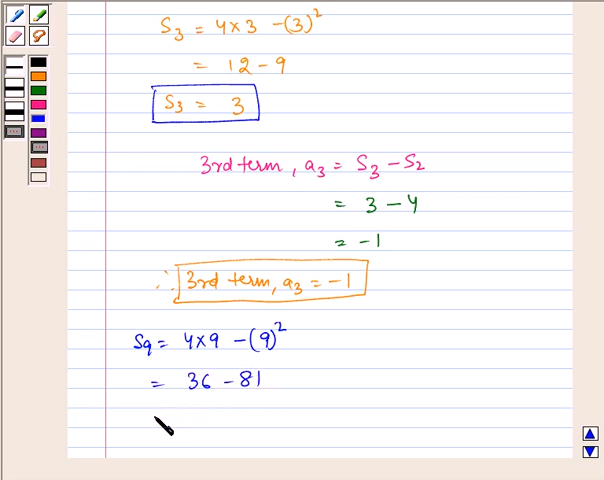 S₃ = 4×3 - (3)²
= 12 - 9
S₃ = 3
3rd term, a₃ = S₃ - S₂
= 3 - 4
= -1
∴ 3rd term, a₃ = -1
S₉ = 4×9 - (9)²
= 36 - 81